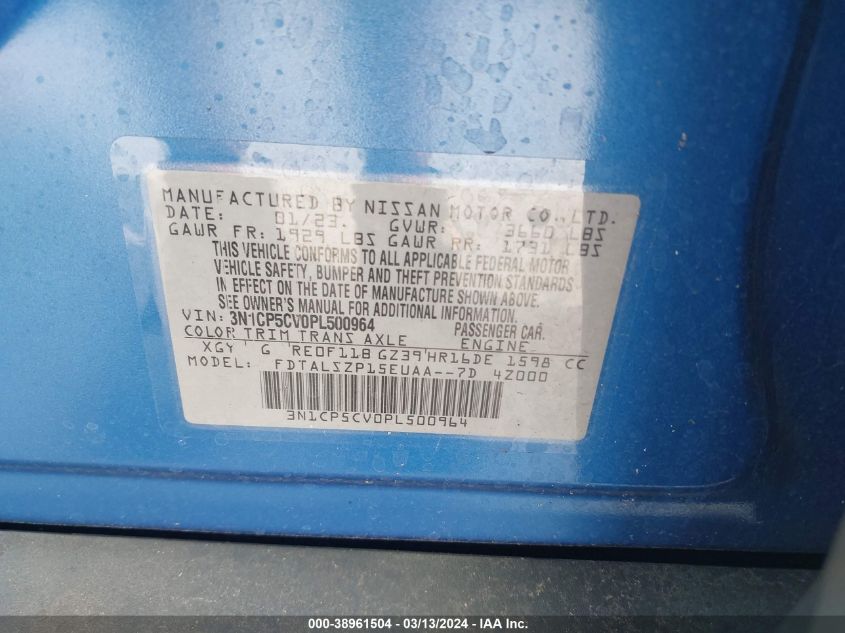 MANUFACTURED BY NISSAN MOTOR CO., LTD.
DATE: 01/23. GVWR: 3660 LBS
GAWR FR: 1929 LBS GAWR RR: 1731 LBS
THIS VEHICLE CONFORMS TO ALL APPLICABLE FEDERAL MOTOR
VEHICLE SAFETY, BUMPER AND THEFT PREVENTION STANDARDS
IN EFFECT ON THE DATE OF MANUFACTURE SHOWN ABOVE.
SEE OWNER'S MANUAL FOR ADDITIONAL INFORMATION.
VIN: 3N1CP5CV0PL500964 PASSENGER CAR.
COLOR TRIM TRANS AXLE ENGINE
XGY G RE0F11B GZ39 HR16DE 1598 CC
MODEL: FDTALSZP15EUAA--7D 4Z000
3N1CP5CV0PL500964
000-38961504 - 03/13/2024 - IAA Inc.